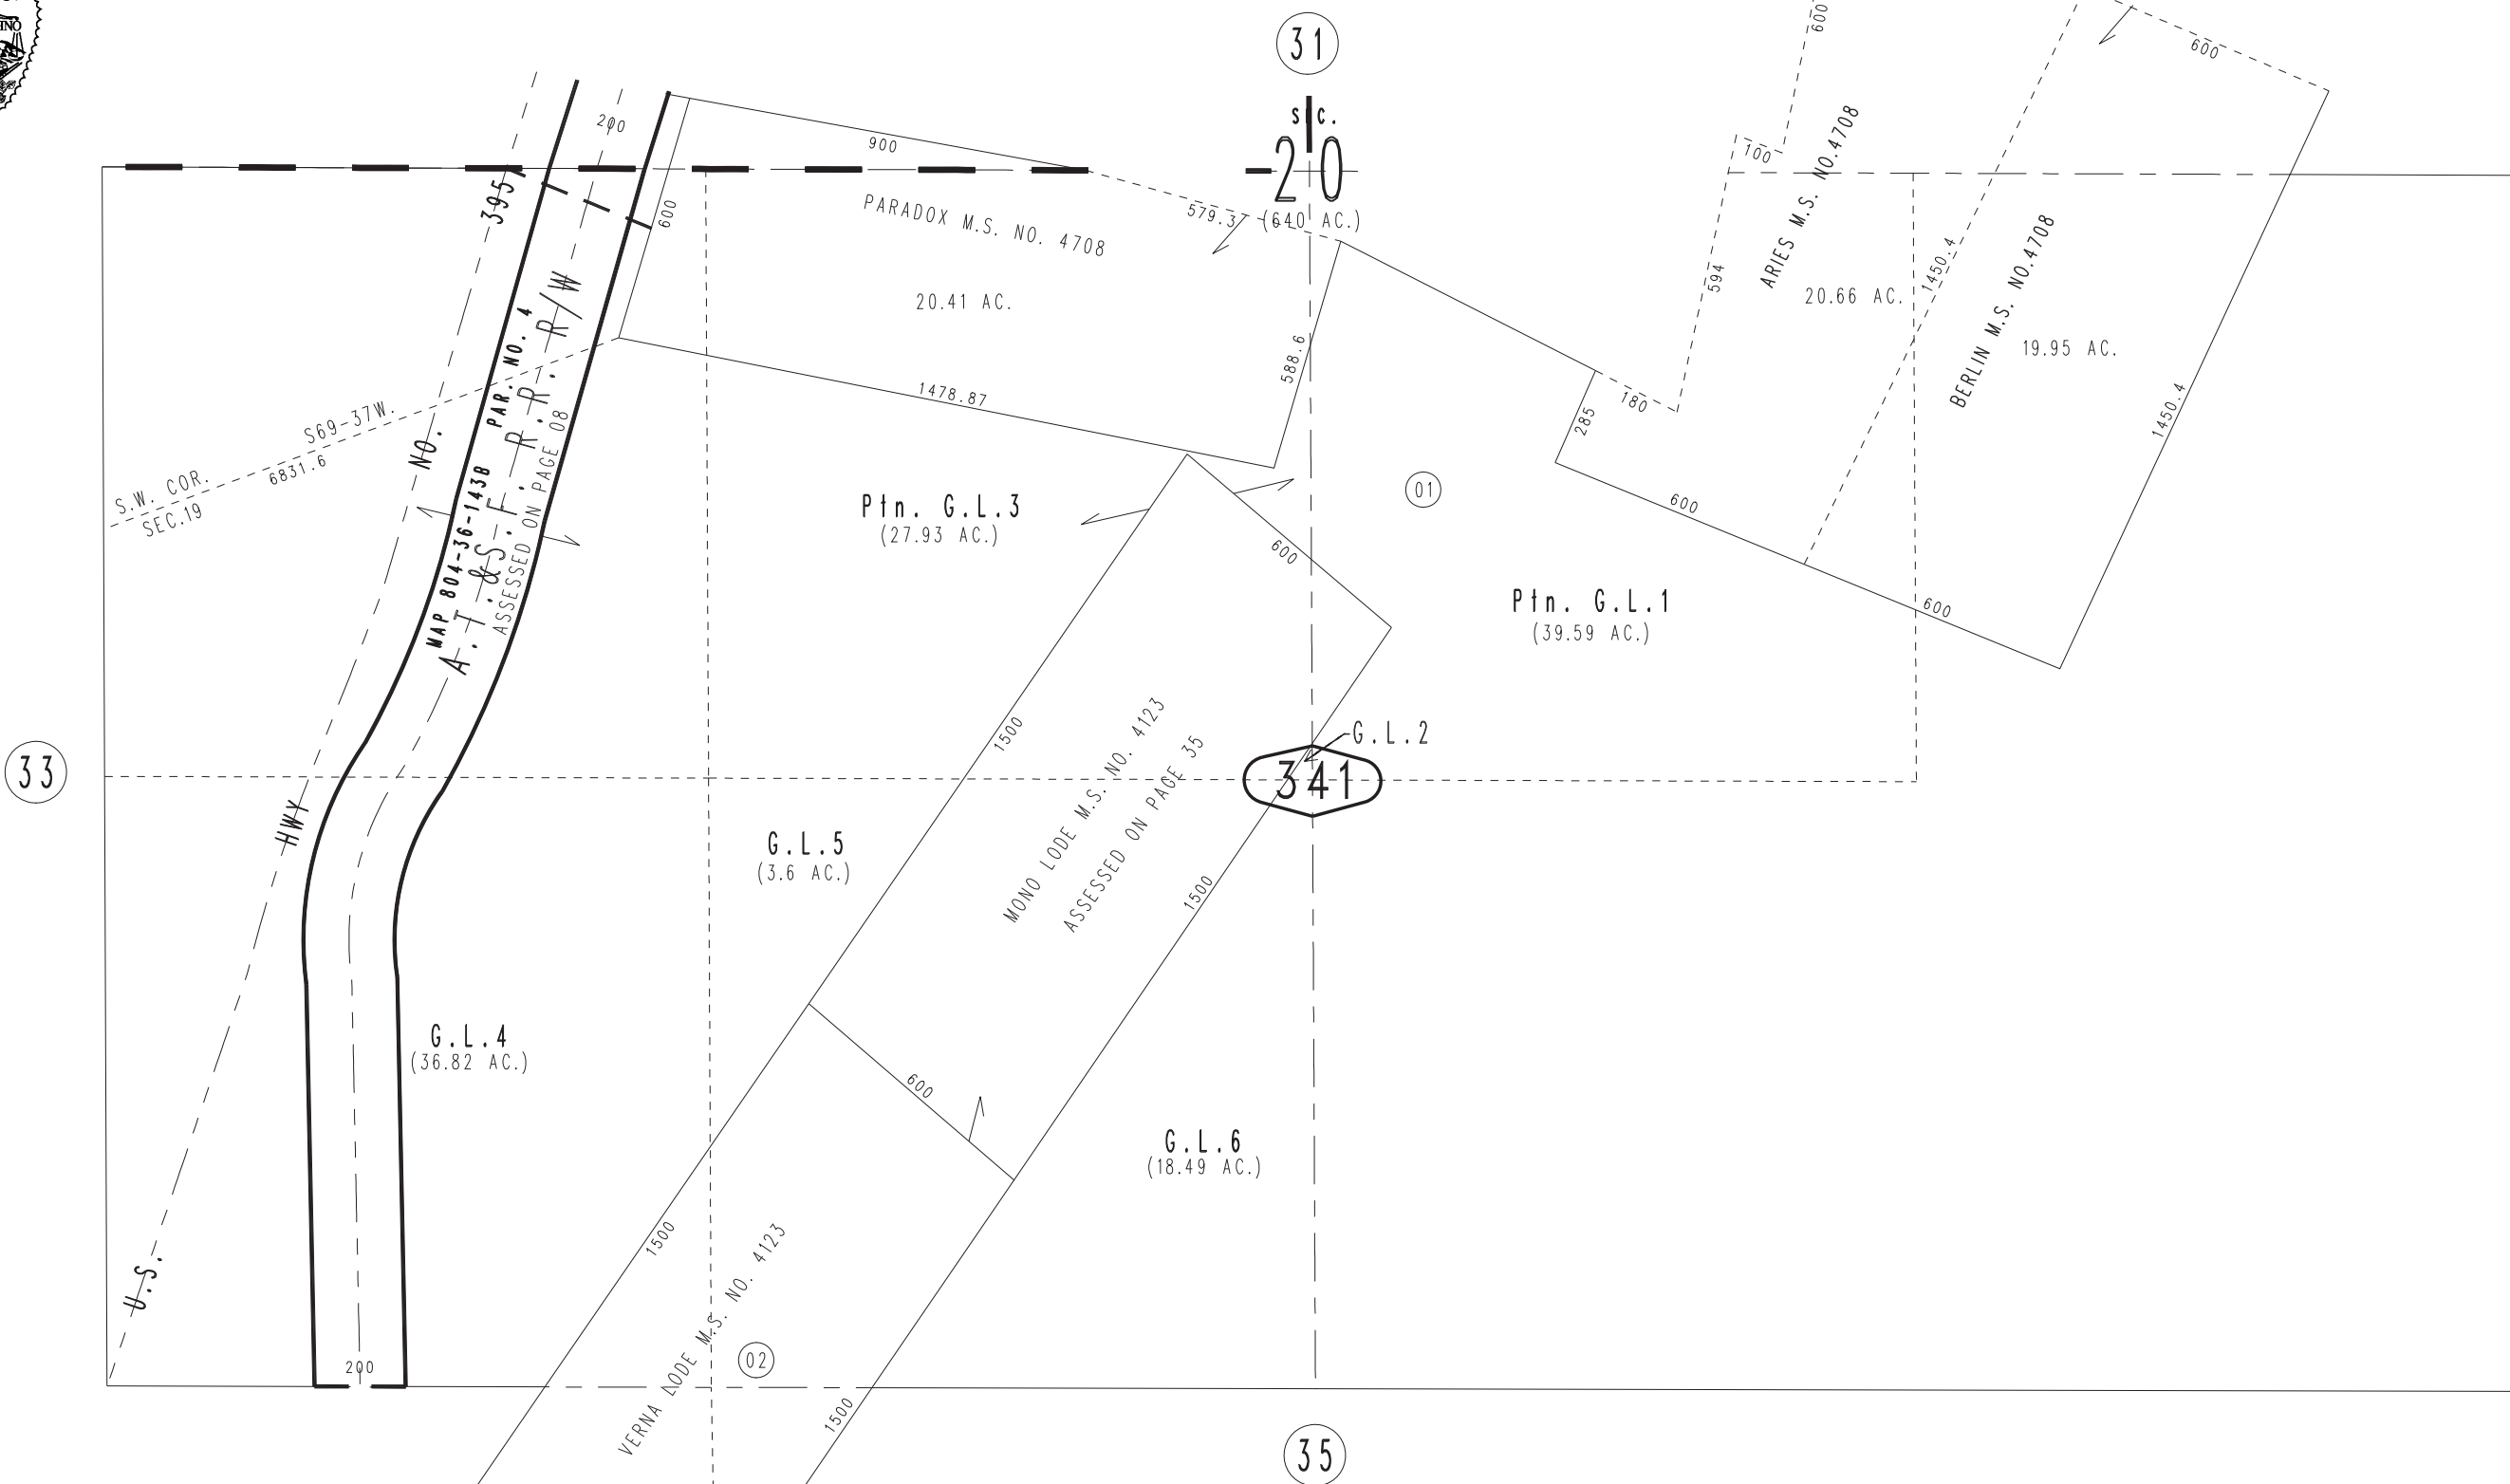 31
600
600
sec.
20
(640 AC.)
200
900
100
395
600
PARADOX M.S. NO. 4708
579.3
20.41 AC.
594
ARIES M.S. NO.4708
20.66 AC.
1450.4
BERLIN M.S. NO.4708
19.95 AC.
1450.4
588.6
1478.87
180
285
S69-37W.
6831.6
S.W. COR.
SEC.19
NO.
MAP 804-36-143B PAR. NO. 4
A.T.&S.F.R.R. R/W
ASSESSED ON PAGE 08
Ptn. G.L.3
(27.93 AC.)
01
600
600
600
Ptn. G.L.1
(39.59 AC.)
1500
MONO LODE M.S. NO. 4123
ASSESSED ON PAGE 35
G.L.2
33
341
HWY
G.L.5
(3.6 AC.)
1500
G.L.4
(36.82 AC.)
600
G.L.6
(18.49 AC.)
1500
U.S.
VERNA LODE M.S. NO. 4123
02
200
1500
35